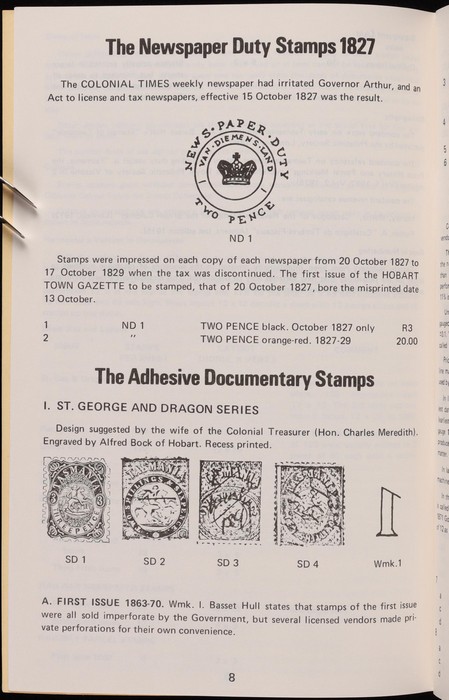 The Newspaper Duty Stamps 1827
The COLONIAL TIMES weekly newspaper had irritated Governor Arthur, and an
Act to license and tax newspapers, effective 15 October 1827 was the result.
NEWS·PAPER·DUTY
VAN·DIEMENS·LAND
TWO PENCE
ND 1
Stamps were impressed on each copy of each newspaper from 20 October 1827 to
17 October 1829 when the tax was discontinued. The first issue of the HOBART
TOWN GAZETTE to be stamped, that of 20 October 1827, bore the misprinted date
13 October.
1 ND 1 TWO PENCE black. October 1827 only R3
2 " TWO PENCE orange-red. 1827-29 20.00
The Adhesive Documentary Stamps
I. ST. GEORGE AND DRAGON SERIES
Design suggested by the wife of the Colonial Treasurer (Hon. Charles Meredith).
Engraved by Alfred Bock of Hobart. Recess printed.
TASMANIA
3 3
THREE PENCE
TASMANIA
SD 1 SD 2 SD 3 SD 4 Wmk.1
A. FIRST ISSUE 1863-70. Wmk. I. Basset Hull states that stamps of the first issue
were all sold imperforate by the Government, but several licensed vendors made pri-
vate perforations for their own convenience.
8